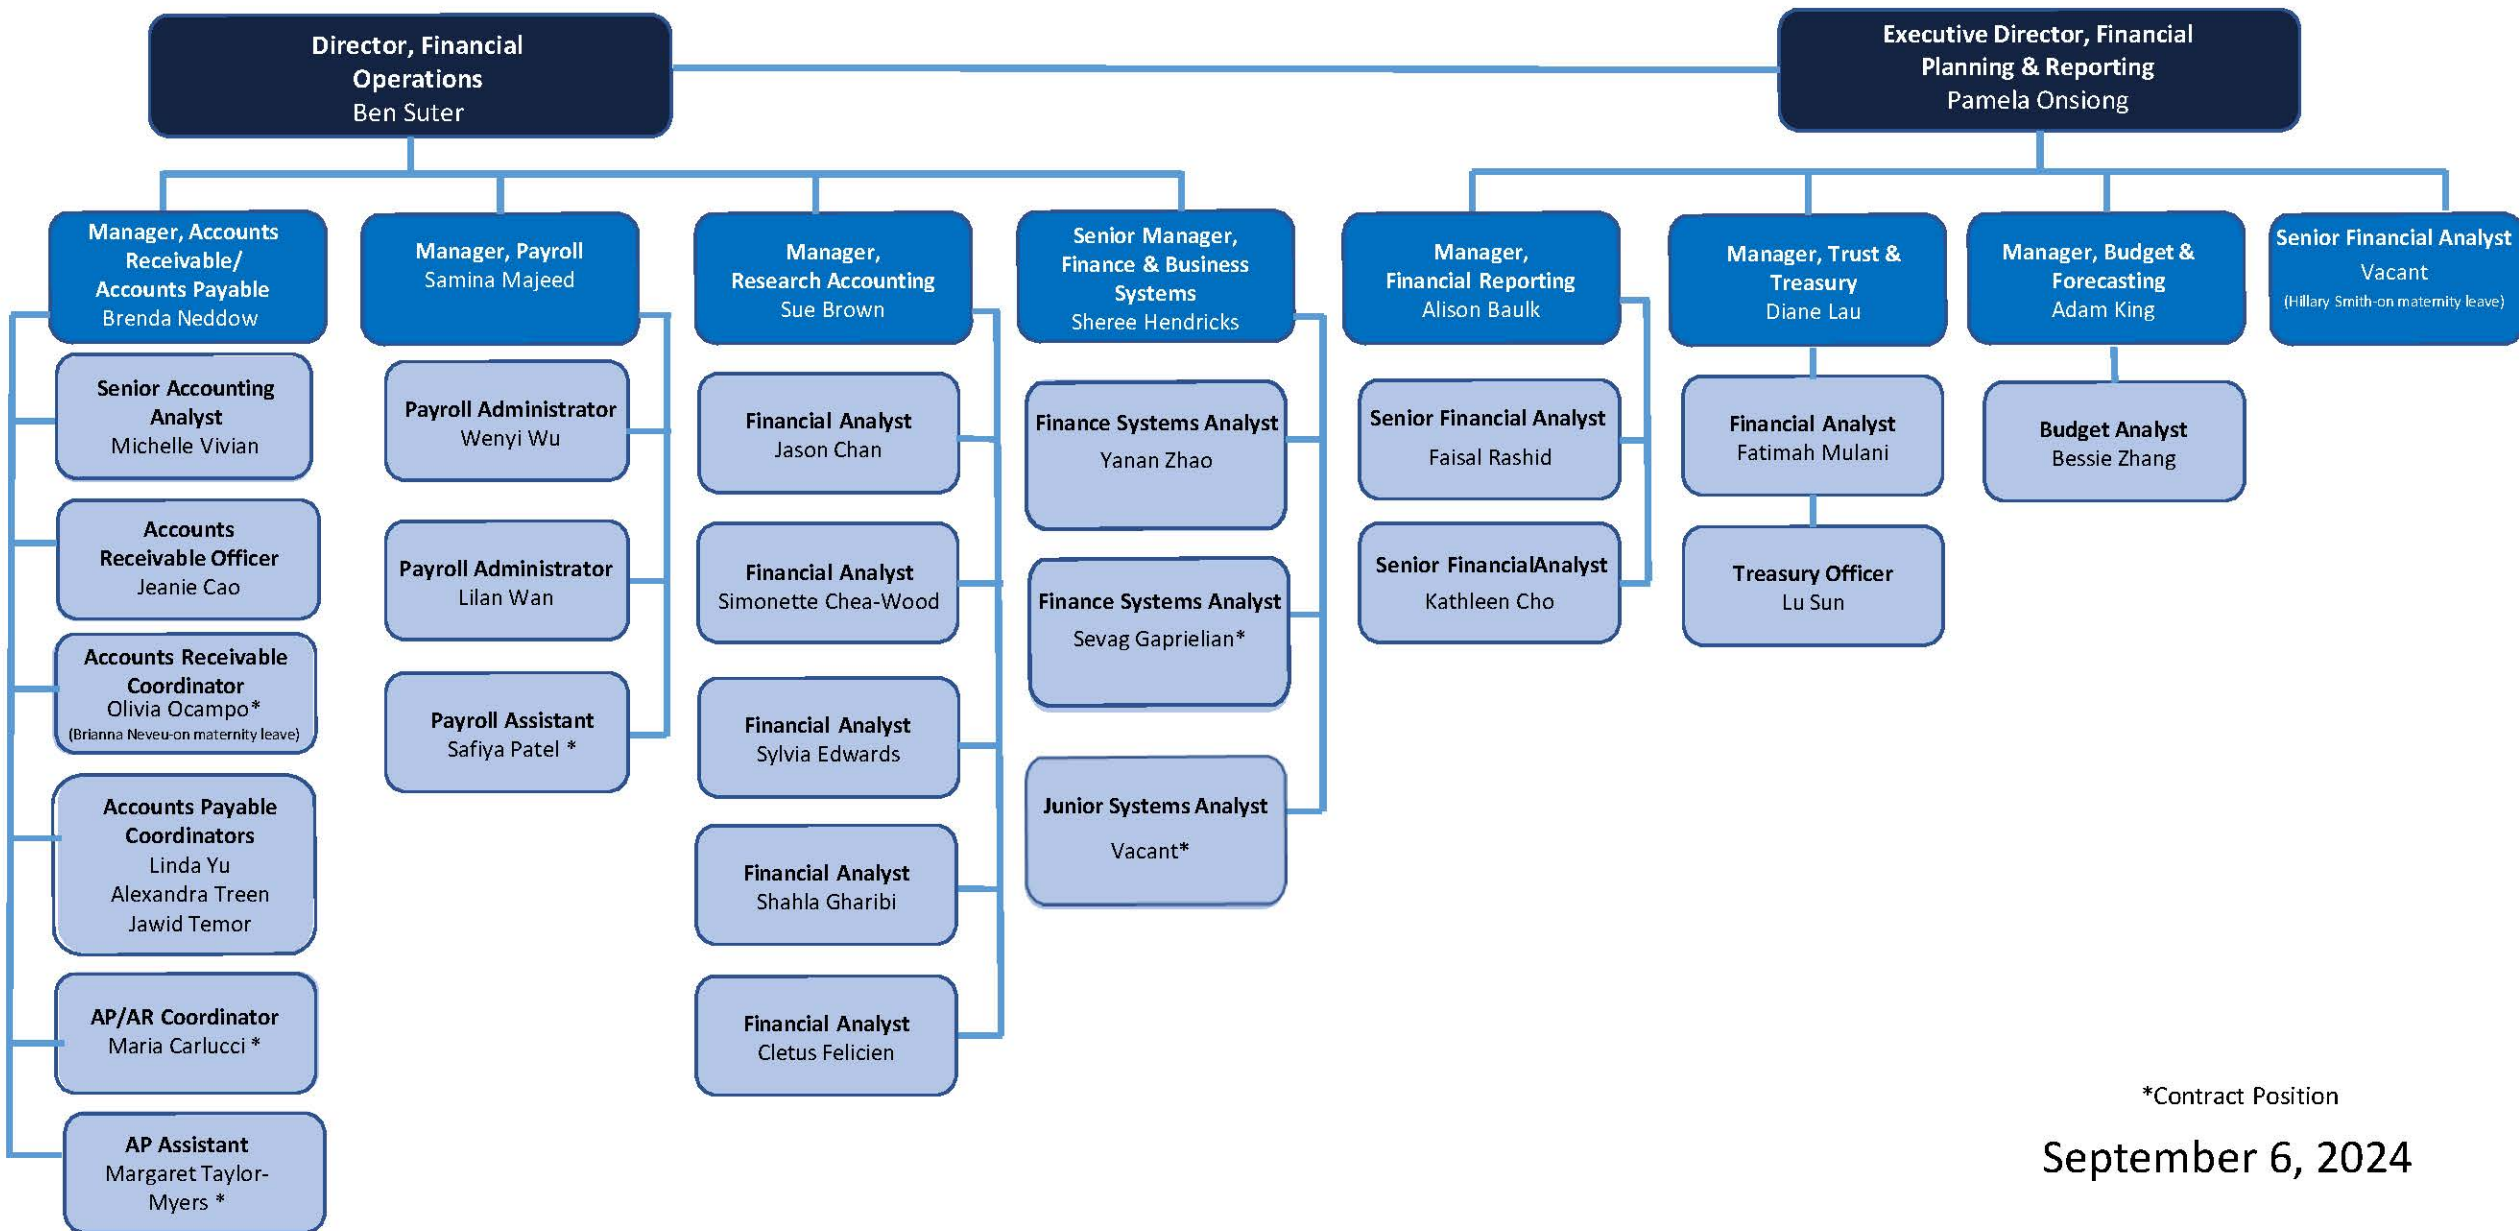 Director, Financial
Operations
Ben Suter
Executive Director, Financial
Planning & Reporting
Pamela Onsiong
Manager, Accounts
Receivable/
Accounts Payable
Brenda Neddow
Manager, Payroll
Samina Majeed
Manager,
Research Accounting
Sue Brown
Senior Manager,
Finance & Business
Systems
Sheree Hendricks
Manager,
Financial Reporting
Alison Baulk
Manager, Trust &
Treasury
Diane Lau
Manager, Budget &
Forecasting
Adam King
Senior Financial Analyst
Vacant
(Hillary Smith-on maternity leave)
Senior Accounting
Analyst
Michelle Vivian
Accounts
Receivable Officer
Jeanie Cao
Accounts Receivable
Coordinator
Olivia Ocampo*
(Brianna Neveu-on maternity leave)
Accounts Payable
Coordinators
Linda Yu
Alexandra Treen
Jawid Temor
AP/AR Coordinator
Maria Carlucci *
AP Assistant
Margaret Taylor-
Myers *
Payroll Administrator
Wenyi Wu
Payroll Administrator
Lilan Wan
Payroll Assistant
Safiya Patel *
Financial Analyst
Jason Chan
Financial Analyst
Simonette Chea-Wood
Financial Analyst
Sylvia Edwards
Financial Analyst
Shahla Gharibi
Financial Analyst
Cletus Felicien
Finance Systems Analyst
Yanan Zhao
Finance Systems Analyst
Sevag Gaprielian*
Junior Systems Analyst
Vacant*
Senior Financial Analyst
Faisal Rashid
Senior FinancialAnalyst
Kathleen Cho
Financial Analyst
Fatimah Mulani
Treasury Officer
Lu Sun
Budget Analyst
Bessie Zhang
*Contract Position
September 6, 2024